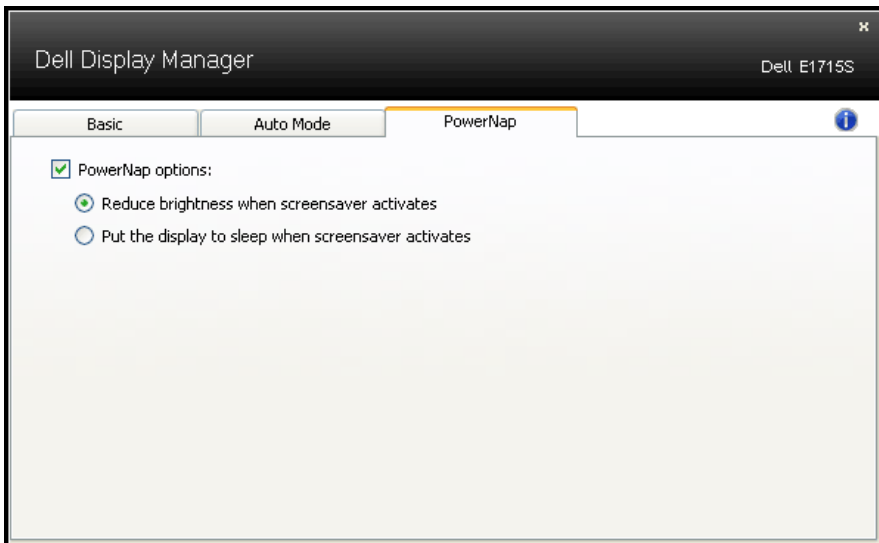 x
Dell Display Manager
Dell E1715S
Basic
Auto Mode
PowerNap
i
PowerNap options:
Reduce brightness when screensaver activates
Put the display to sleep when screensaver activates